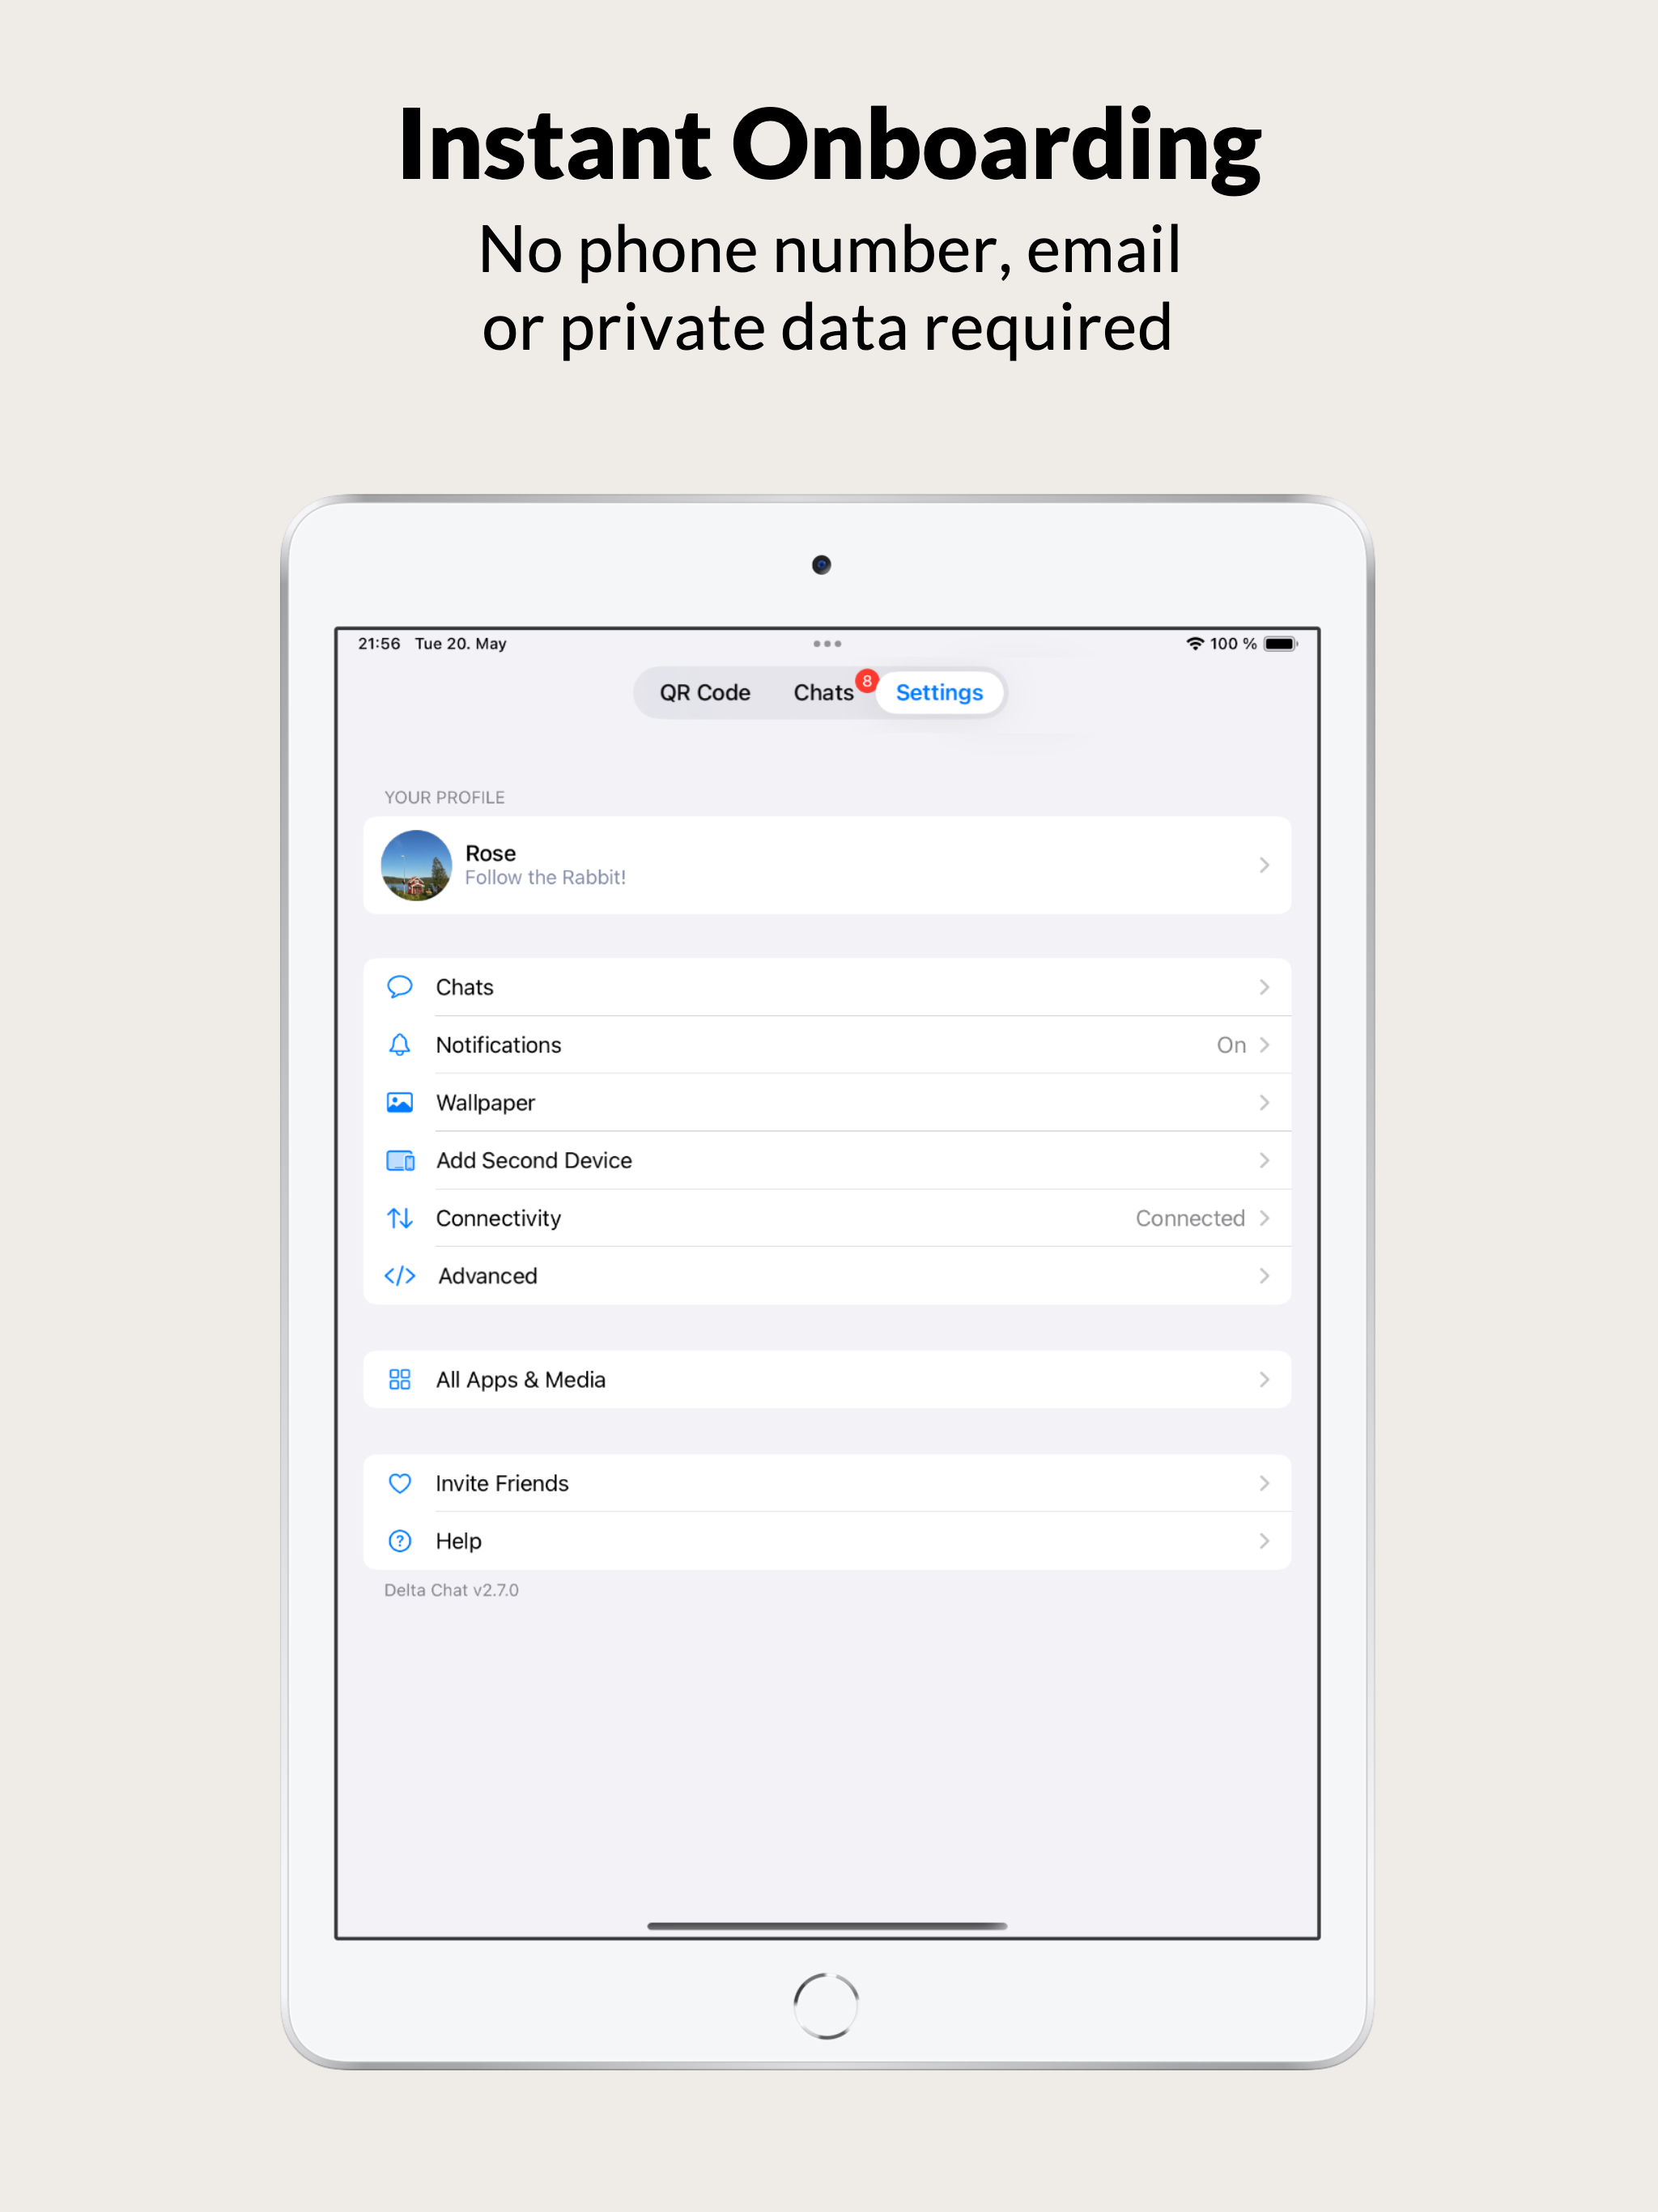 Instant Onboarding
No phone number, email
or private data required
21:56 Tue 20. May
100 %
QR Code Chats 8 Settings
YOUR PROFILE
Rose
Follow the Rabbit!
Chats
Notifications On
Wallpaper
Add Second Device
Connectivity Connected
</> Advanced
All Apps & Media
Invite Friends
? Help
Delta Chat v2.7.0